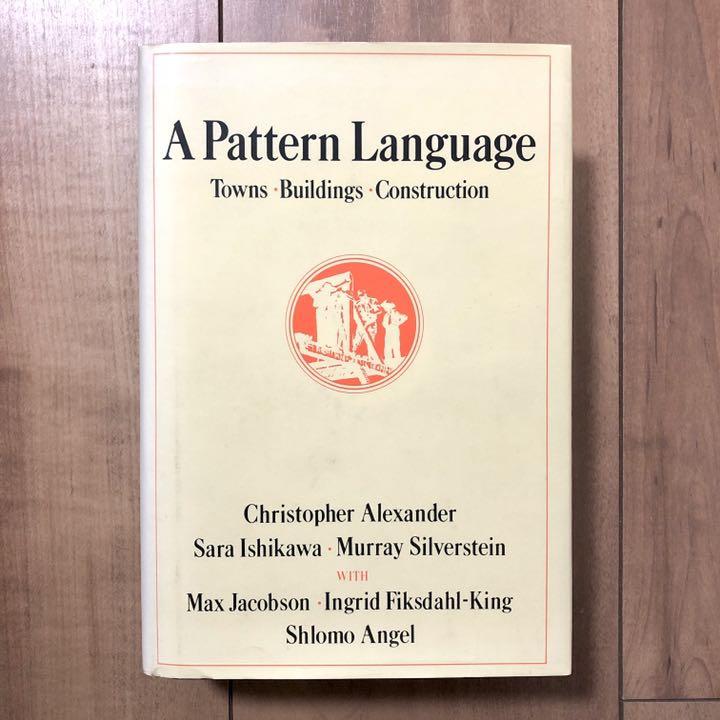 A Pattern Language
Towns · Buildings · Construction
Christopher Alexander
Sara Ishikawa · Murray Silverstein
WITH
Max Jacobson · Ingrid Fiksdahl-King
Shlomo Angel